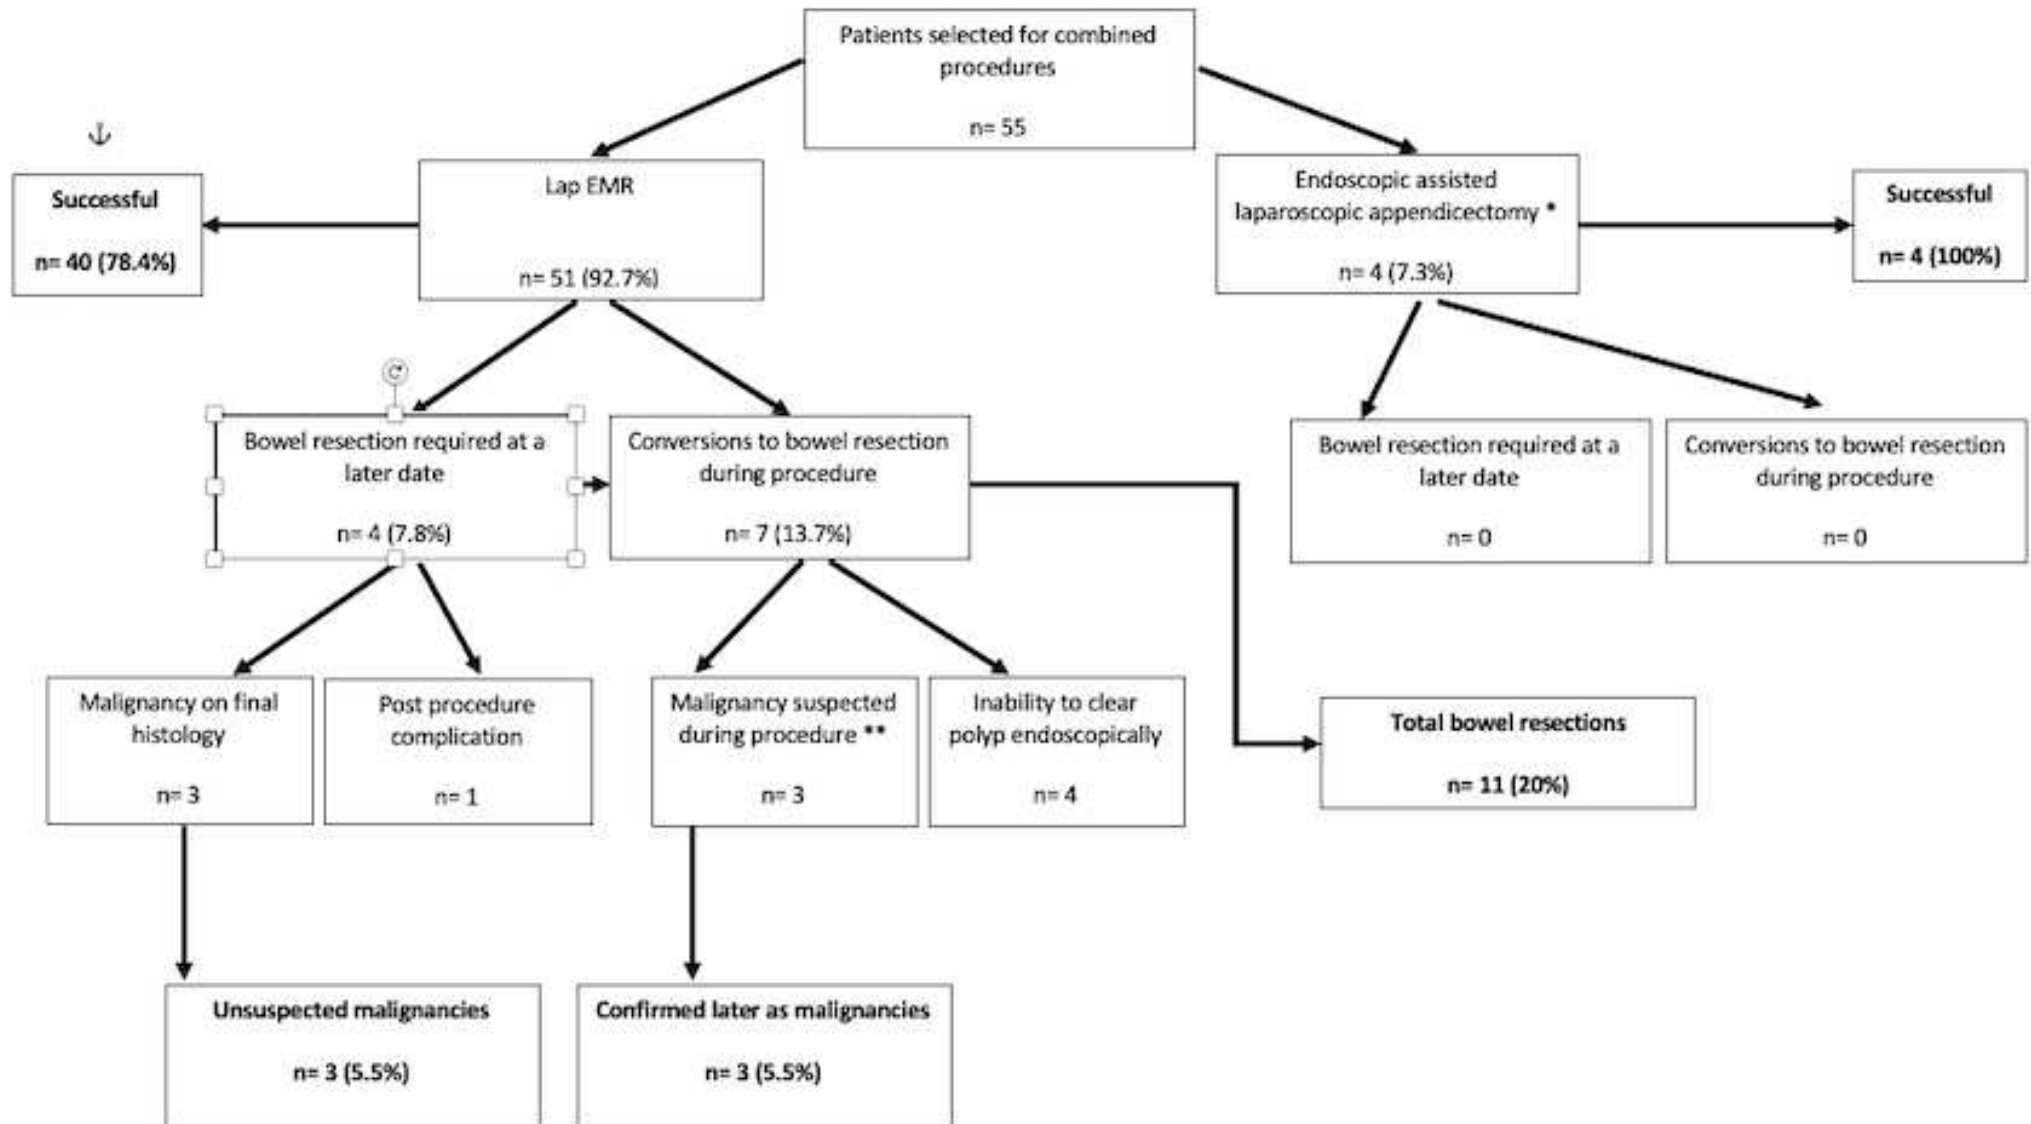 Patients selected for combined
procedures
n= 55
Successful
n= 40 (78.4%)
Lap EMR
n= 51 (92.7%)
Endoscopic assisted
laparoscopic appendicectomy *
n= 4 (7.3%)
Successful
n= 4 (100%)
Bowel resection required at a
later date
n= 4 (7.8%)
Conversions to bowel resection
during procedure
n= 7 (13.7%)
Bowel resection required at a
later date
n= 0
Conversions to bowel resection
during procedure
n= 0
Malignancy on final
histology
n= 3
Post procedure
complication
n= 1
Malignancy suspected
during procedure **
n= 3
Inability to clear
polyp endoscopically
n= 4
Total bowel resections
n= 11 (20%)
Unsuspected malignancies
n= 3 (5.5%)
Confirmed later as malignancies
n= 3 (5.5%)